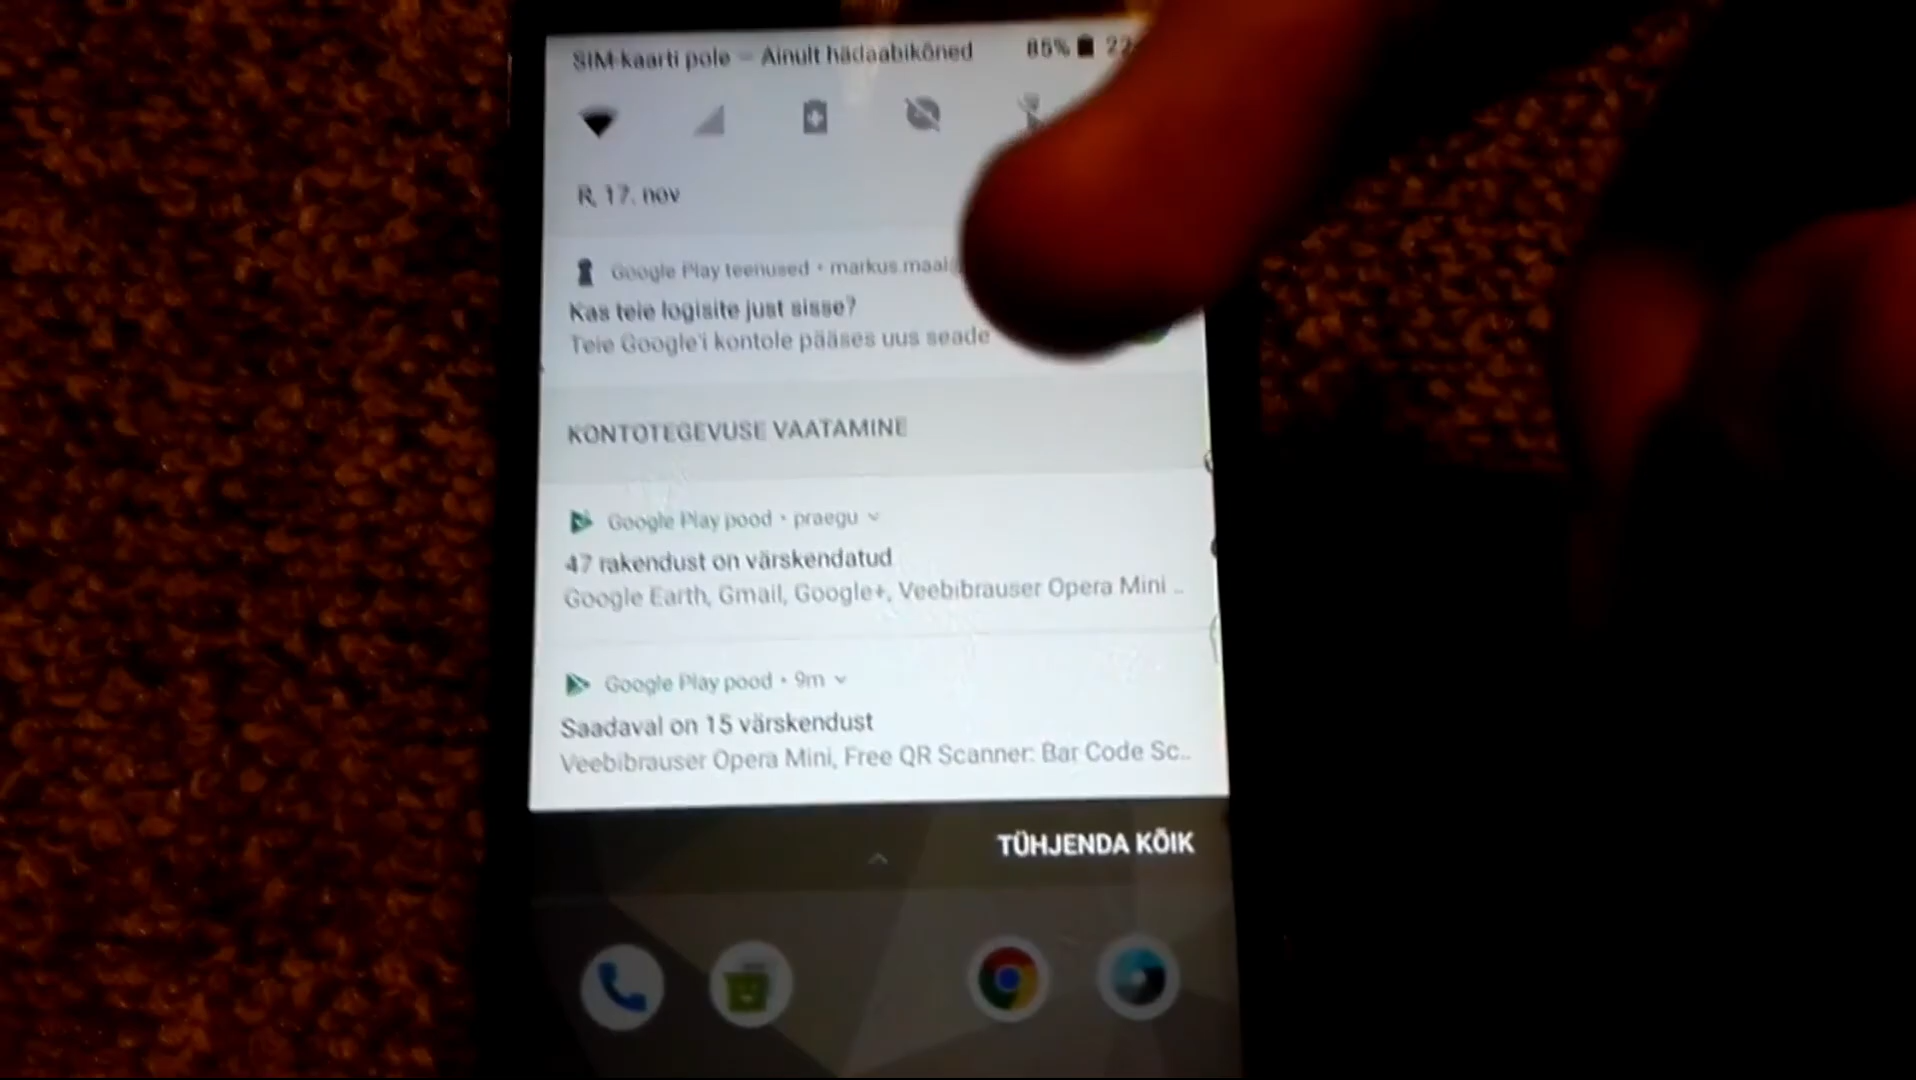 SIM-kaarti pole – Ainult hädaabikõned 85% 22
R, 17. nov
Google Play teenused • markus.maal@
Kas teie logisite just sisse?
Teie Google'i kontole pääses uus seade
KONTOTEGEVUSE VAATAMINE
Google Play pood • praegu
47 rakendust on värskendatud
Google Earth, Gmail, Google+, Veebibrauser Opera Mini ..
Google Play pood • 9m
Saadaval on 15 värskendust
Veebibrauser Opera Mini, Free QR Scanner: Bar Code Sc..
TÜHJENDA KÕIK